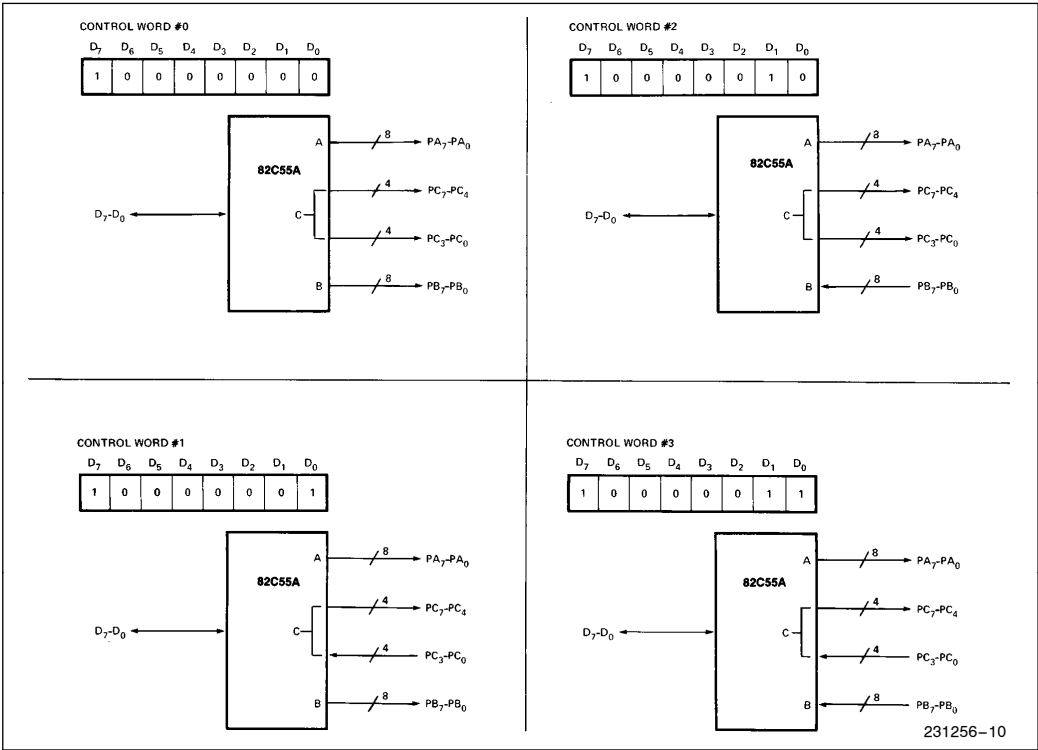 CONTROL WORD #0
D7 D6 D5 D4 D3 D2 D1 D0
1 0 0 0 0 0 0 0
82C55A
A
8
PA7-PA0
4
PC7-PC4
D7-D0
C
4
PC3-PC0
B
8
PB7-PB0
CONTROL WORD #2
D7 D6 D5 D4 D3 D2 D1 D0
1 0 0 0 0 0 1 0
82C55A
A
8
PA7-PA0
4
PC7-PC4
D7-D0
C
4
PC3-PC0
B
8
PB7-PB0
CONTROL WORD #1
D7 D6 D5 D4 D3 D2 D1 D0
1 0 0 0 0 0 0 1
82C55A
A
8
PA7-PA0
4
PC7-PC4
D7-D0
C
4
PC3-PC0
B
8
PB7-PB0
CONTROL WORD #3
D7 D6 D5 D4 D3 D2 D1 D0
1 0 0 0 0 0 1 1
82C55A
A
8
PA7-PA0
4
PC7-PC4
D7-D0
C
4
PC3-PC0
B
8
PB7-PB0
231256–10